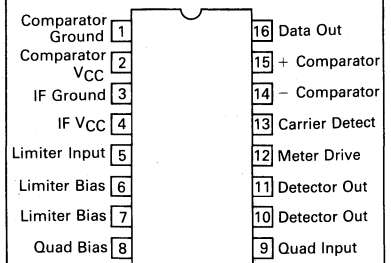 Comparator
Ground 1
16 Data Out
Comparator
VCC 2
15 + Comparator
IF Ground 3
14 − Comparator
IF VCC 4
13 Carrier Detect
Limiter Input 5
12 Meter Drive
Limiter Bias 6
11 Detector Out
Limiter Bias 7
10 Detector Out
Quad Bias 8
9 Quad Input